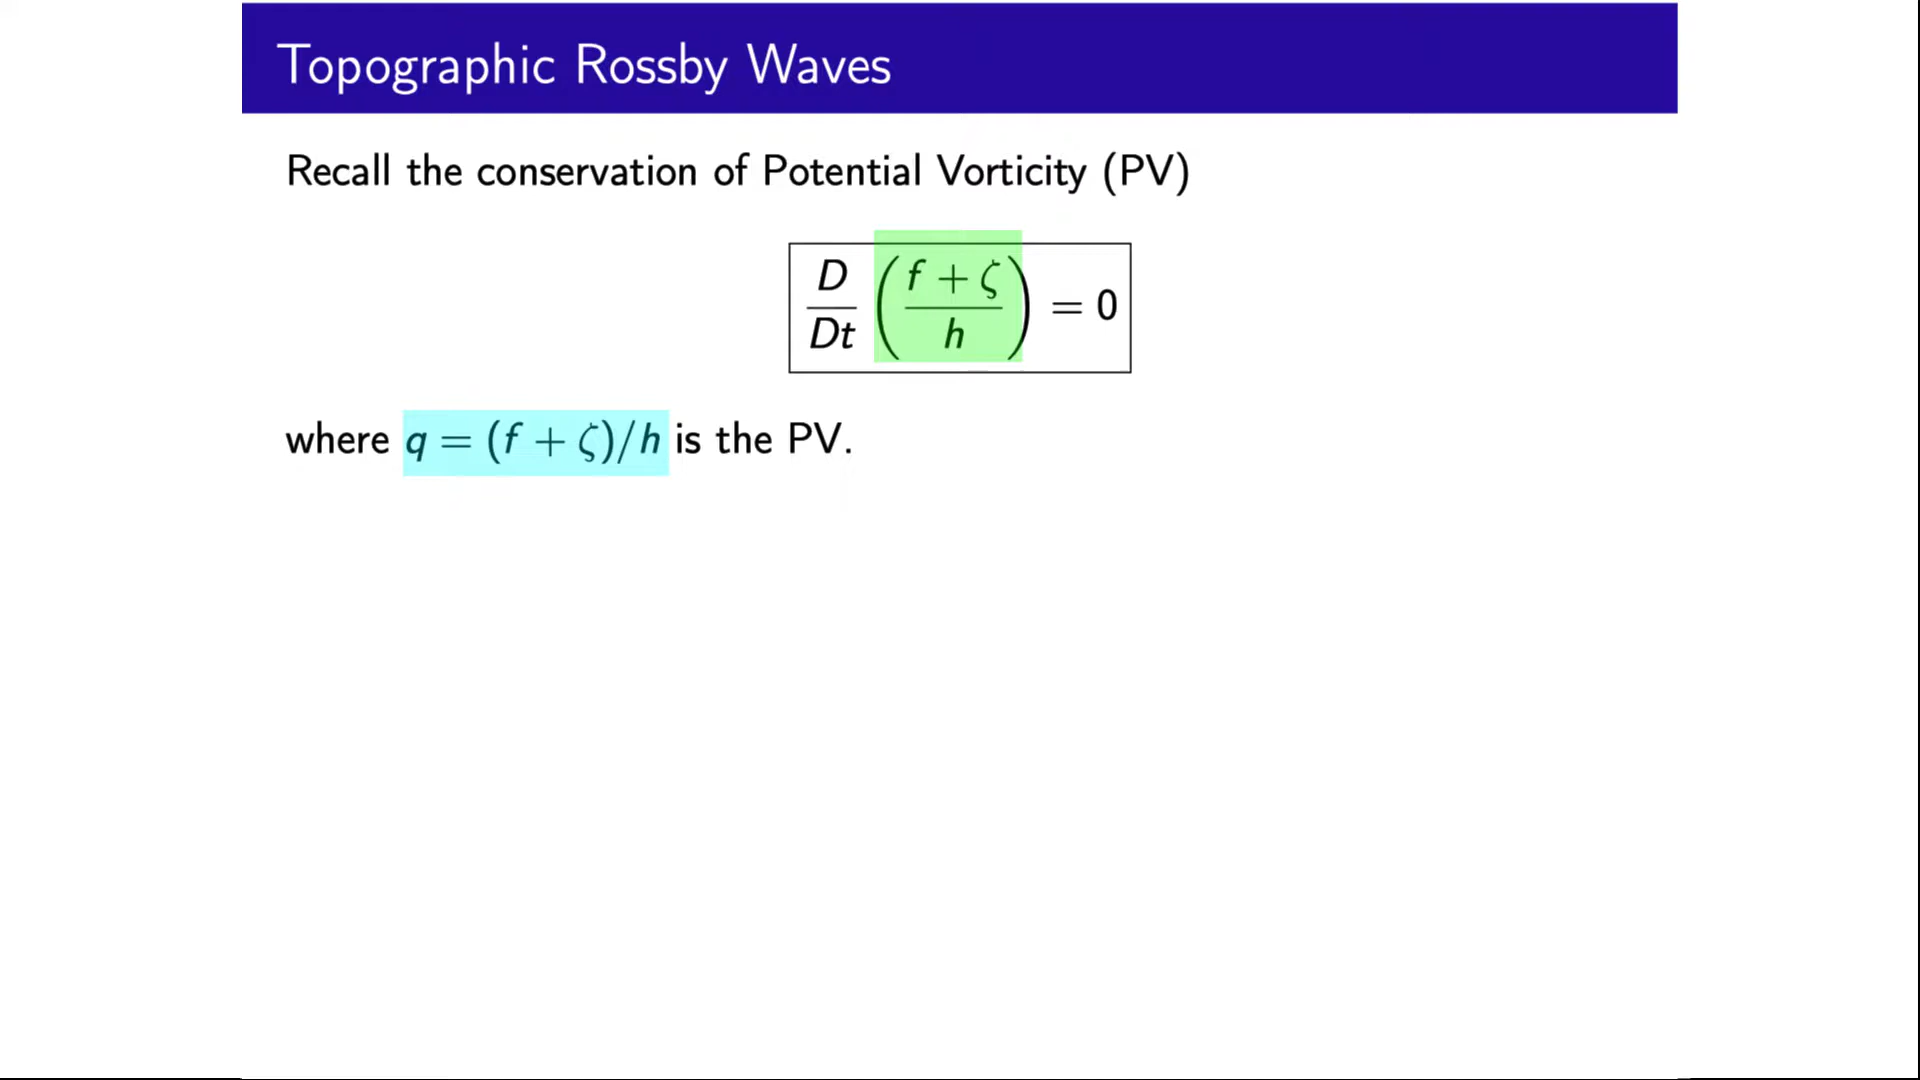 Topographic Rossby Waves
Recall the conservation of Potential Vorticity (PV)
D/Dt ((f + ζ)/h) = 0
where q = (f + ζ)/h is the PV.